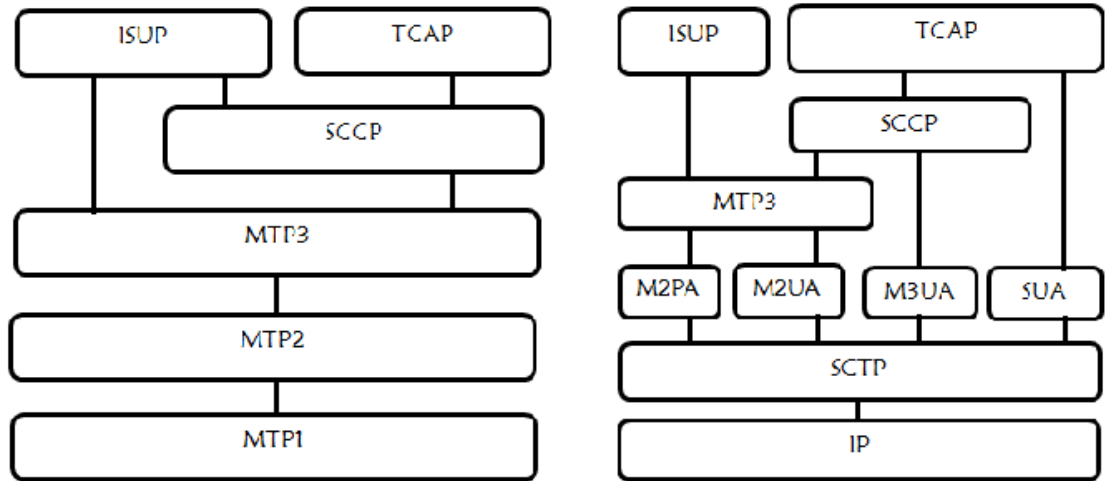 ISUP
TCAP
SCCP
MTP3
MTP2
MTP1
ISUP
TCAP
SCCP
MTP3
M2PA
M2UA
M3UA
SUA
SCTP
IP